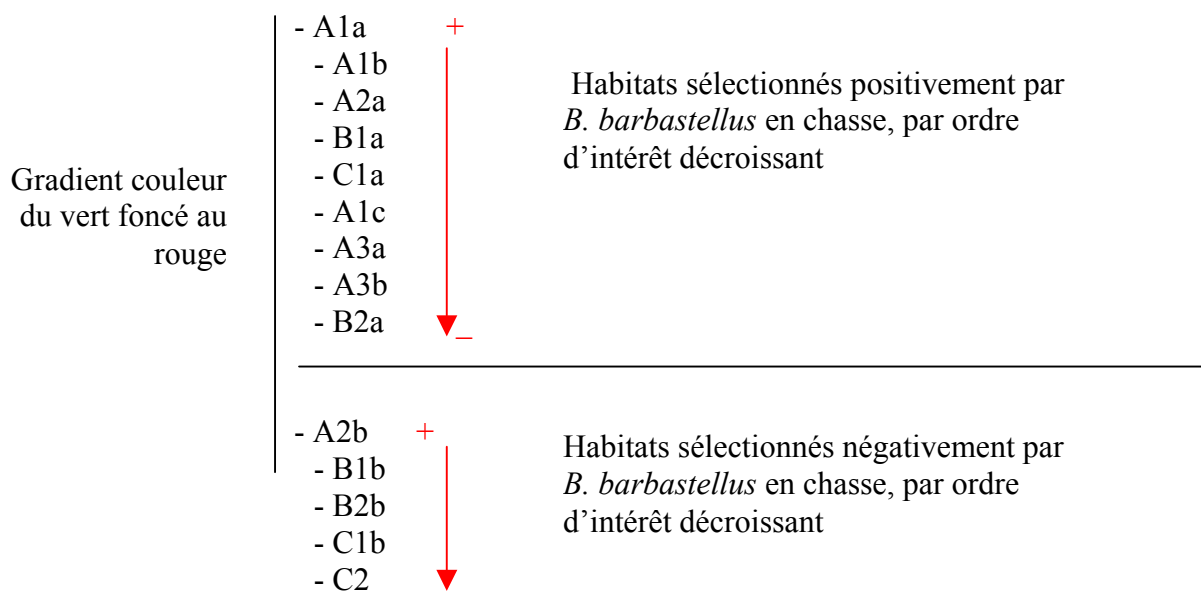 Gradient couleur
du vert foncé au
rouge
- A1a +
- A1b
- A2a
- B1a
- C1a
- A1c
- A3a
- A3b
- B2a –
Habitats sélectionnés positivement par
B. barbastellus en chasse, par ordre
d’intérêt décroissant
- A2b +
- B1b
- B2b
- C1b
- C2
Habitats sélectionnés négativement par
B. barbastellus en chasse, par ordre
d’intérêt décroissant